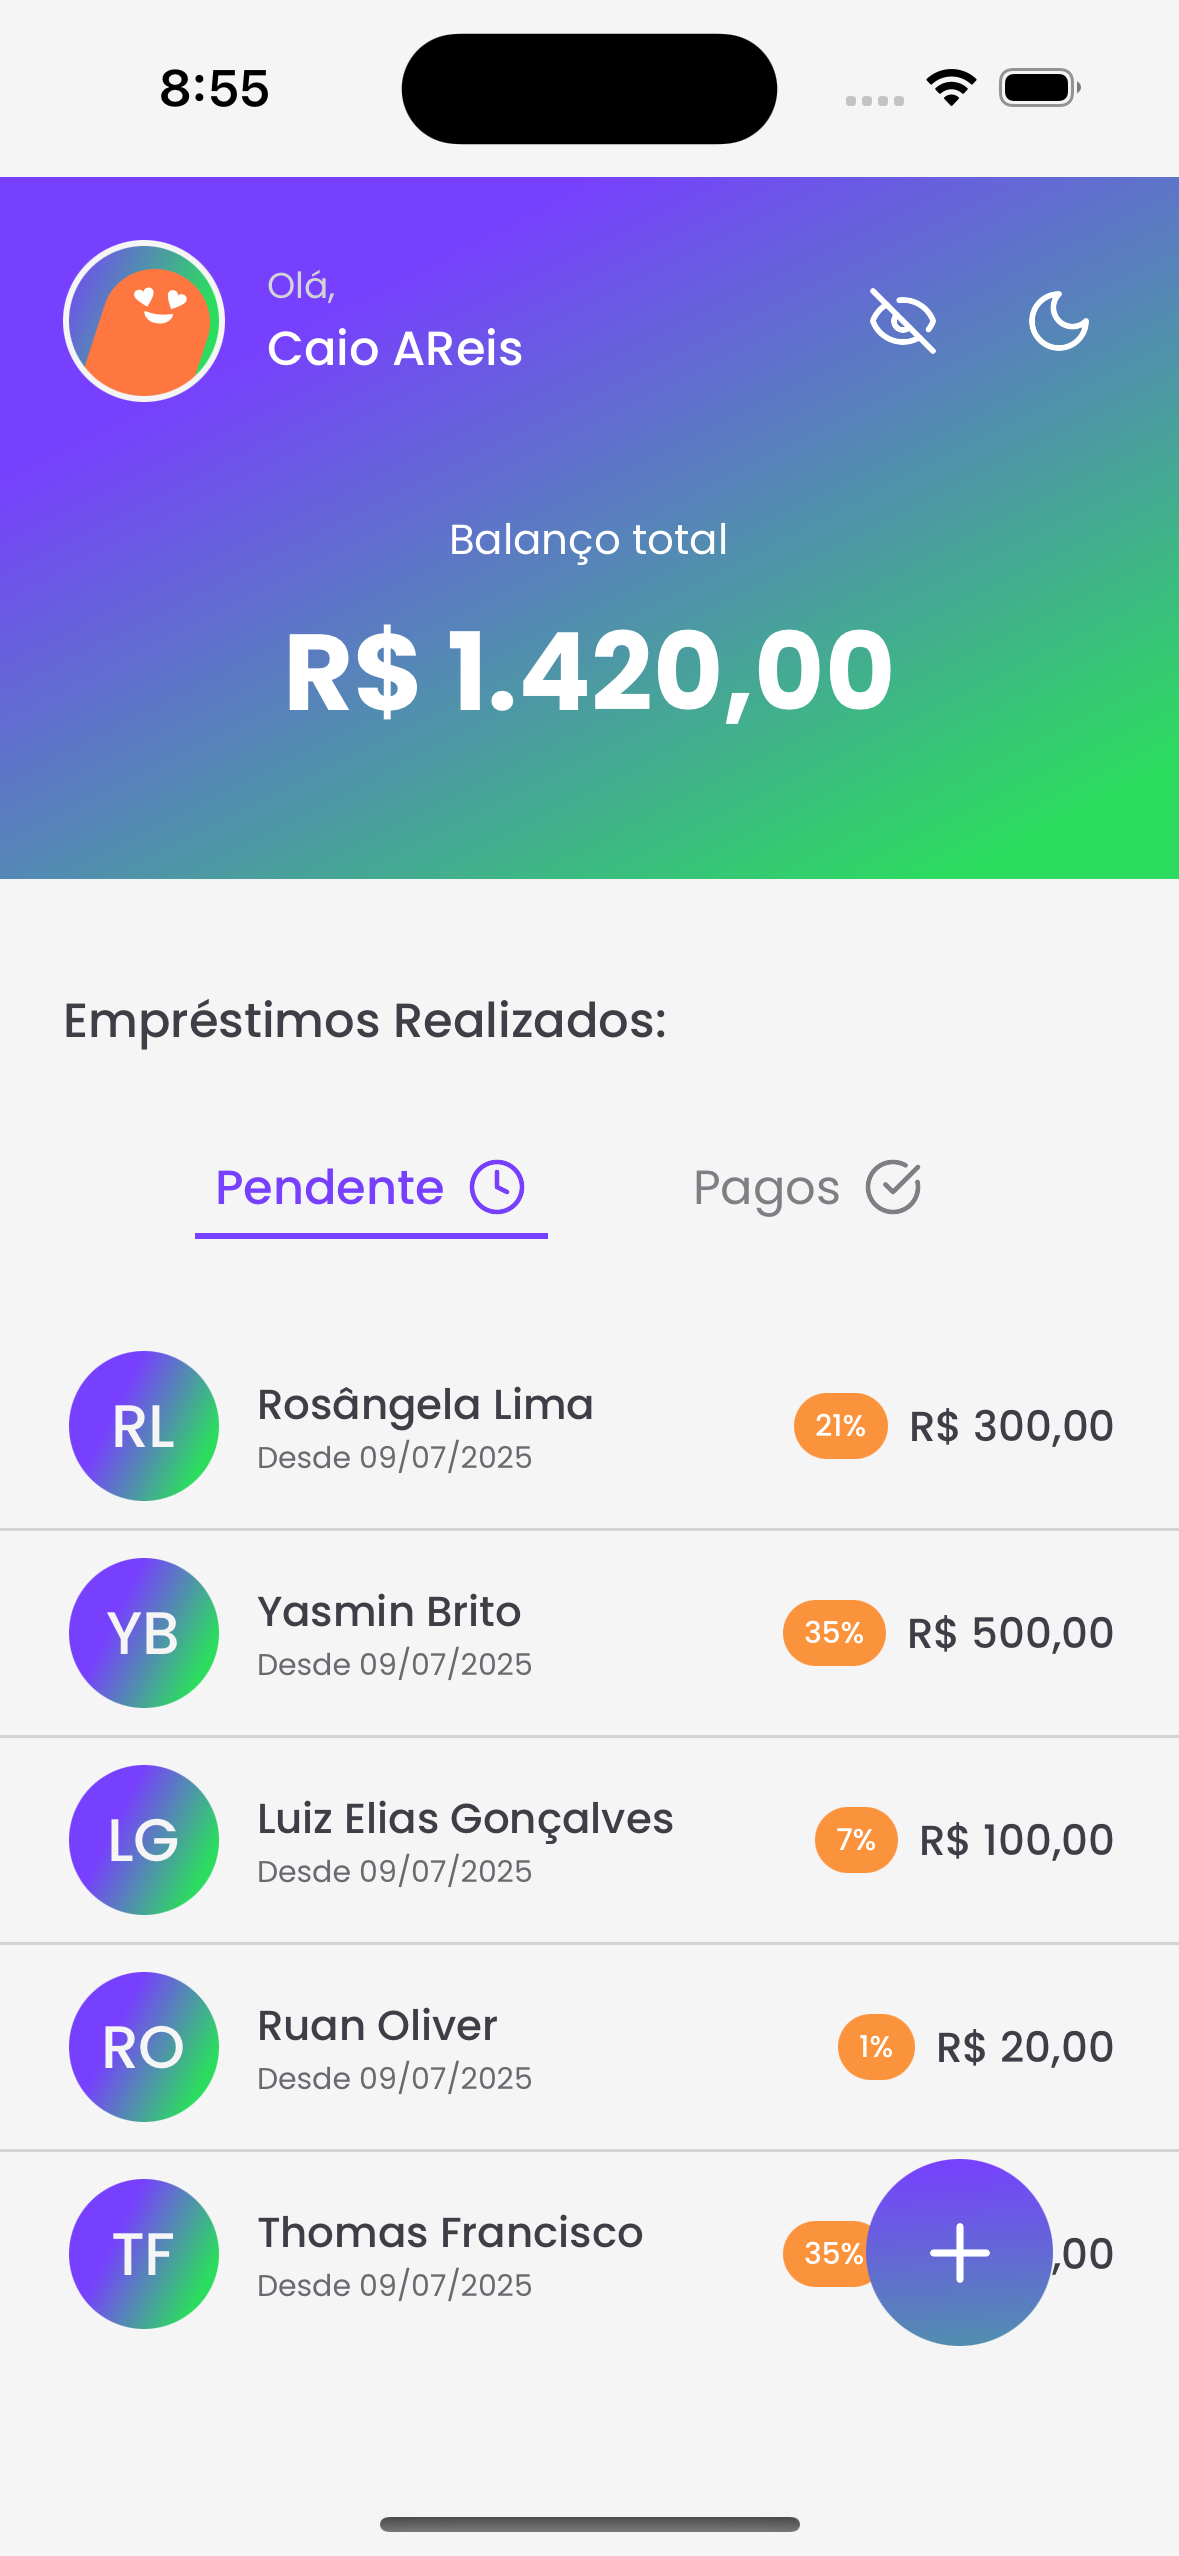 8:55
Olá,
Caio AReis
Balanço total
R$ 1.420,00
Empréstimos Realizados:
Pendente Pagos
RL Rosângela Lima 21% R$ 300,00
Desde 09/07/2025
YB Yasmin Brito 35% R$ 500,00
Desde 09/07/2025
LG Luiz Elias Gonçalves 7% R$ 100,00
Desde 09/07/2025
RO Ruan Oliver 1% R$ 20,00
Desde 09/07/2025
TF Thomas Francisco 35% ,00
Desde 09/07/2025